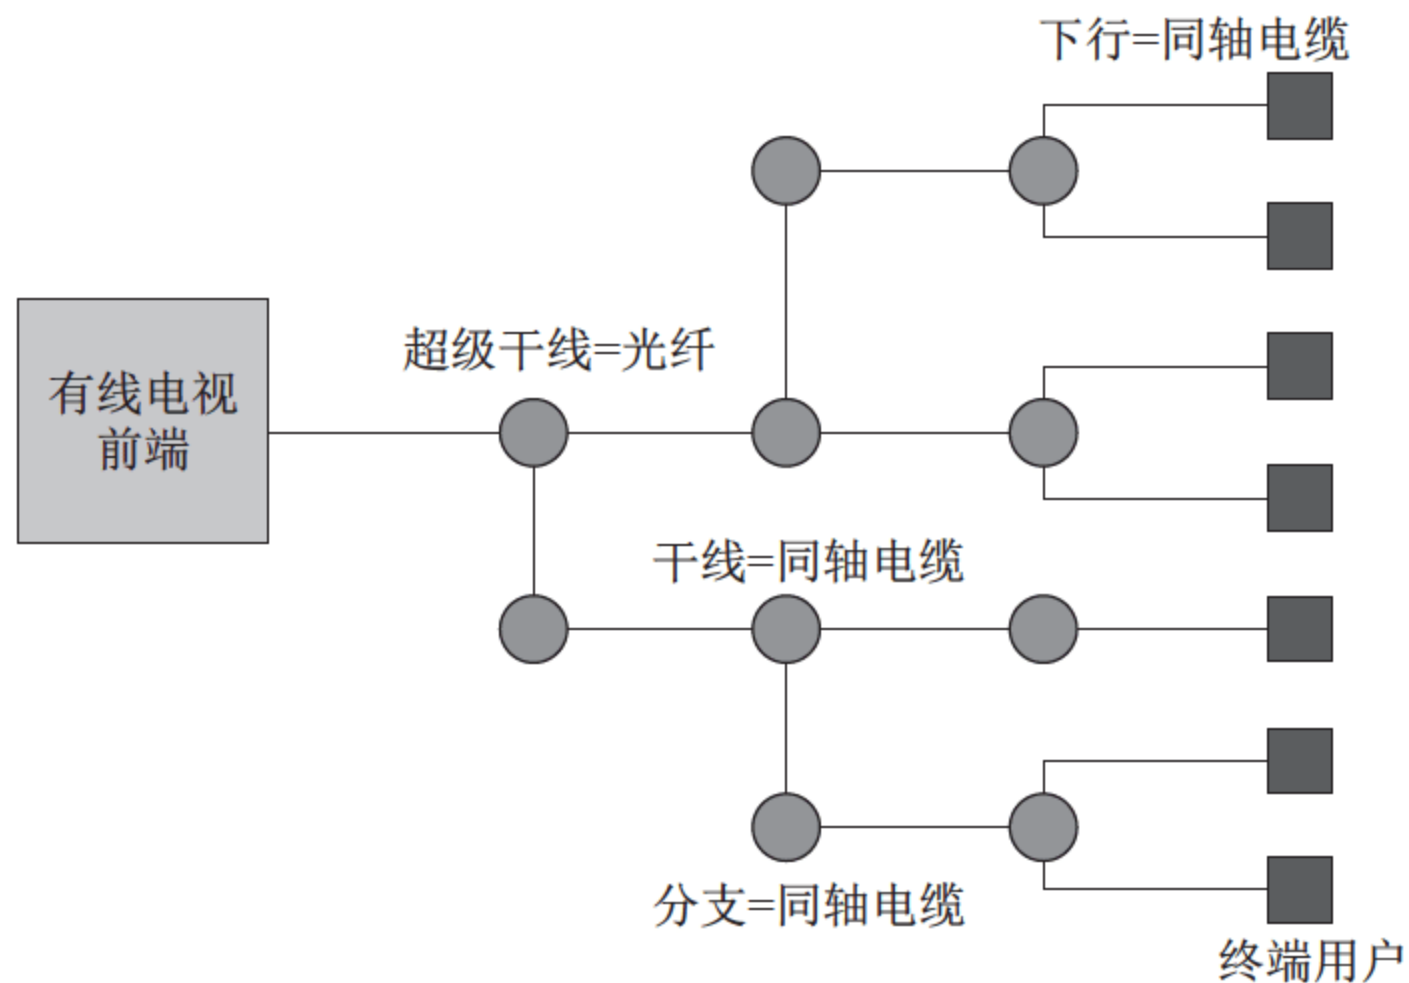 下行=同轴电缆
超级干线=光纤
有线电视
前端
干线=同轴电缆
分支=同轴电缆
终端用户